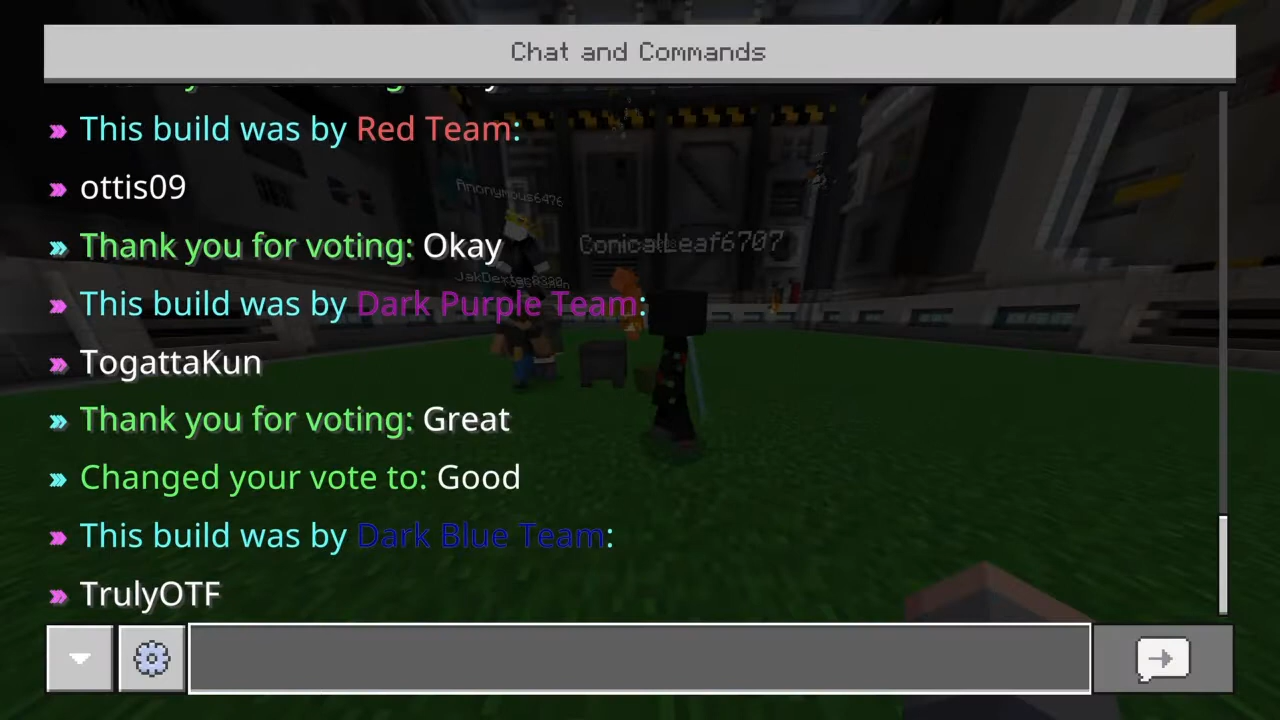 Chat and Commands
This build was by Red Team:
ottis09
Anonymous6476
Thank you for voting: Okay
ConicalLeaf6707
This build was by Dark Purple Team:
TogattaKun
Thank you for voting: Great
Changed your vote to: Good
This build was by Dark Blue Team:
TrulyOTF